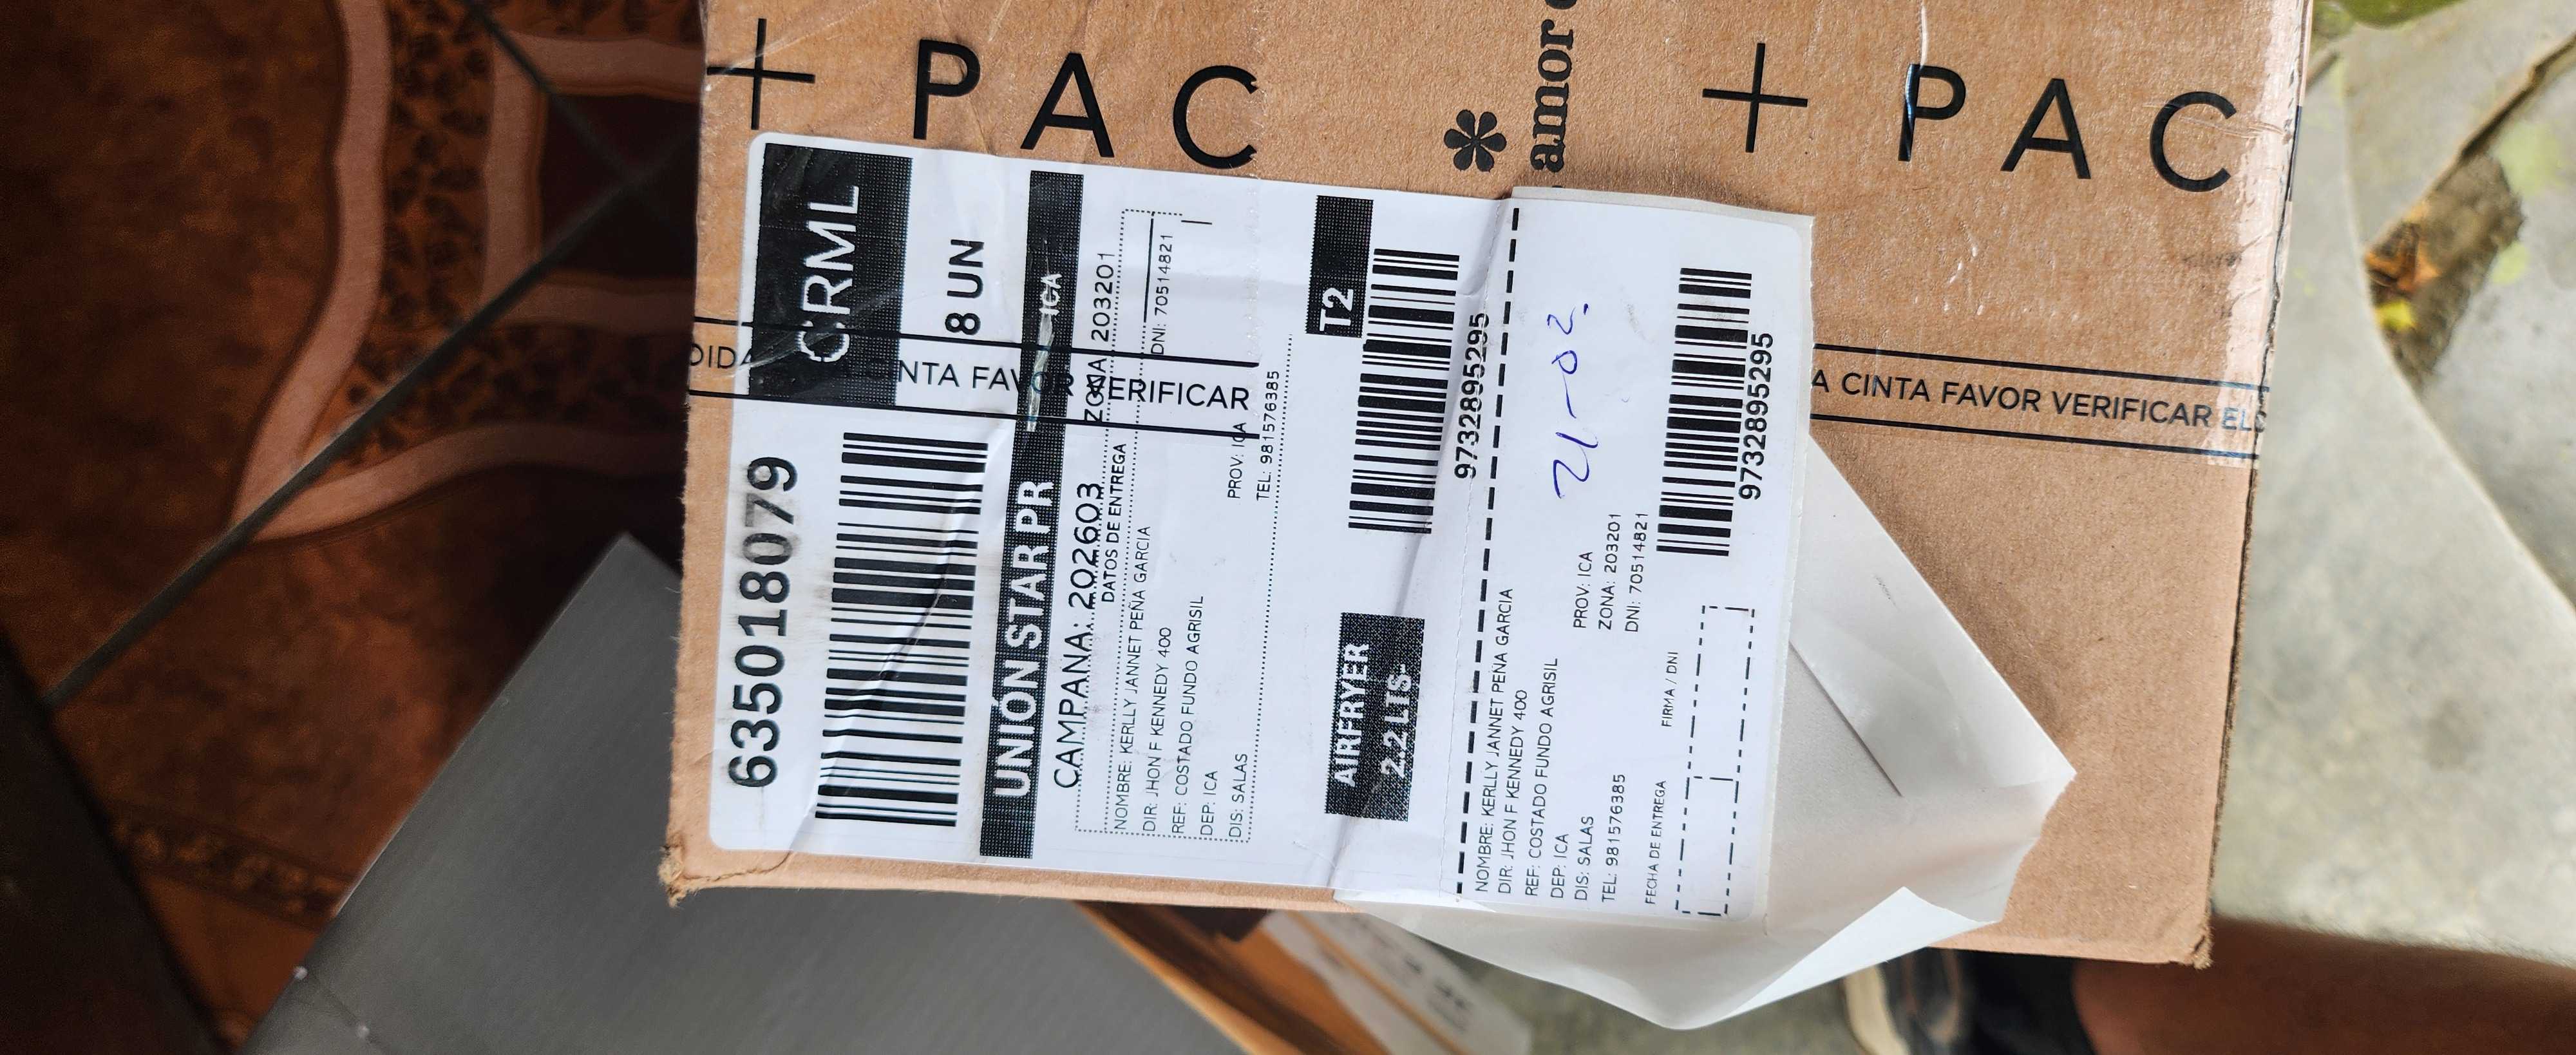 + PAC
+ PAC
amor
635018079
CRML
8 UN
UNIÓN STAR PR
ICA
CAMPAÑA: 202603
ZONA 203201
DATOS DE ENTREGA
NOMBRE: KERLLY JANNET PEÑA GARCIA
DNI: 70514821
DIR: JHON F KENNEDY 400
REF: COSTADO FUNDO AGRISIL
DEP: ICA
PROV: ICA
DIS: SALAS
TEL: 981576385
NTA FAVOR VERIFICAR
A CINTA FAVOR VERIFICAR EL
AIRFRYER
2.2 LTS-
T2
9732895295
NOMBRE: KERLLY JANNET PEÑA GARCIA
DIR: JHON F KENNEDY 400
REF: COSTADO FUNDO AGRISIL
DEP: ICA
PROV: ICA
DIS: SALAS
ZONA: 203201
TEL: 981576385
DNI: 70514821
21-02.
FECHA DE ENTREGA
FIRMA / DNI
9732895295